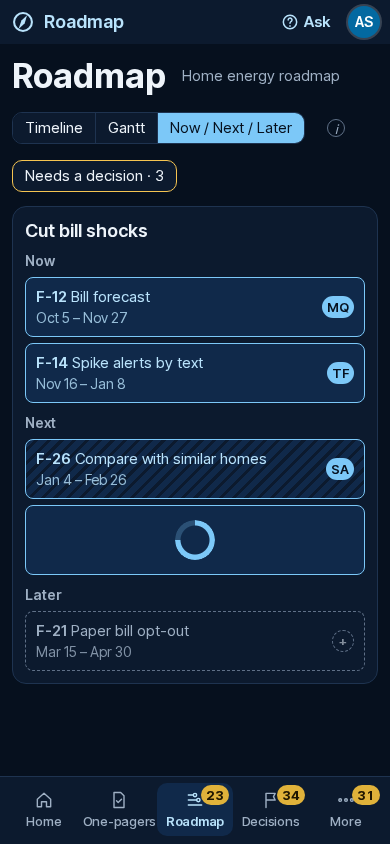 Roadmap
Ask
AS
Roadmap
Home energy roadmap
Timeline
Gantt
Now / Next / Later
i
Needs a decision · 3
Cut bill shocks
Now
F-12 Bill forecast
Oct 5 – Nov 27
MQ
F-14 Spike alerts by text
Nov 16 – Jan 8
TF
Next
F-26 Compare with similar homes
Jan 4 – Feb 26
SA
Later
F-21 Paper bill opt-out
Mar 15 – Apr 30
+
23
34
31
Home
One-pagers
Roadmap
Decisions
More